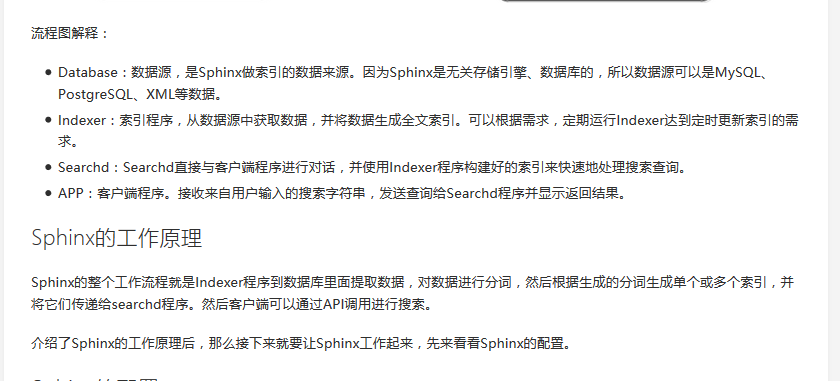 流程图解释：
Database：数据源，是Sphinx做索引的数据来源。因为Sphinx是无关存储引擎、数据库的，所以数据源可以是MySQL、
PostgreSQL、XML等数据。
Indexer：索引程序，从数据源中获取数据，并将数据生成全文索引。可以根据需求，定期运行Indexer达到定时更新索引的需
求。
Searchd：Searchd直接与客户端程序进行对话，并使用Indexer程序构建好的索引来快速地处理搜索查询。
APP：客户端程序。接收来自用户输入的搜索字符串，发送查询给Searchd程序并显示返回结果。
Sphinx的工作原理
Sphinx的整个工作流程就是Indexer程序到数据库里面提取数据，对数据进行分词，然后根据生成的分词生成单个或多个索引，并
将它们传递给searchd程序。然后客户端可以通过API调用进行搜索。
介绍了Sphinx的工作原理后，那么接下来就要让Sphinx工作起来，先来看看Sphinx的配置。